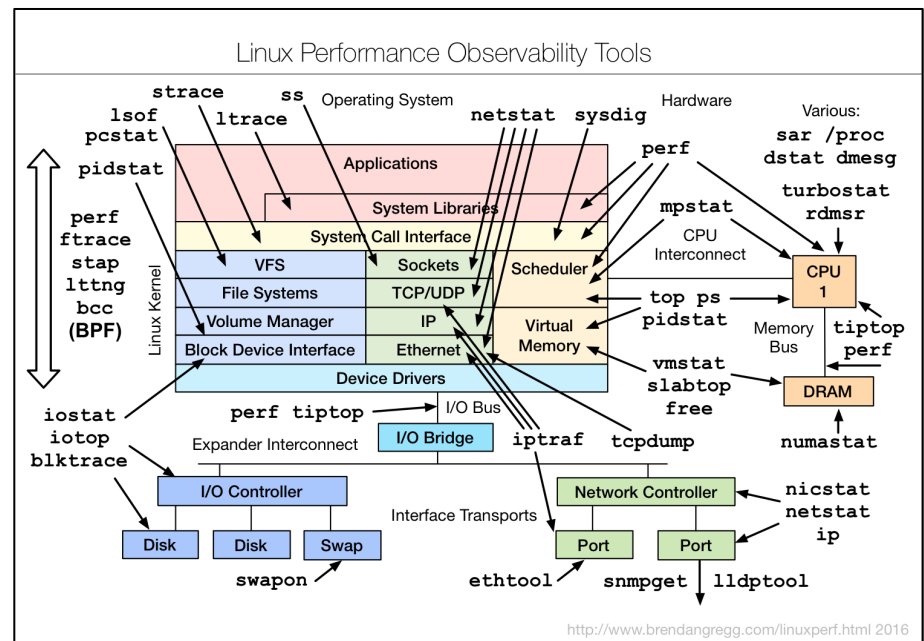 Linux Performance Observability Tools
strace
ss
Operating System
Hardware
Various:
lsof
pcstat
ltrace
netstat
sysdig
sar /proc
dstat dmesg
pidstat
perf
turbostat
rdmsr
Applications
System Libraries
System Call Interface
mpstat
CPU
Interconnect
perf
ftrace
stap
lttng
bcc
(BPF)
Linux Kernel
VFS
Sockets
Scheduler
File Systems
TCP/UDP
Volume Manager
IP
Virtual
Memory
Block Device Interface
Ethernet
Device Drivers
CPU
1
top ps
pidstat
Memory
Bus
tiptop
perf
vmstat
slabtop
free
DRAM
numastat
iostat
iotop
blktrace
perf tiptop
I/O Bus
I/O Bridge
iptraf
tcpdump
Expander Interconnect
I/O Controller
Network Controller
nicstat
netstat
ip
Interface Transports
Disk
Disk
Swap
Port
Port
swapon
ethtool
snmpget
lldptool
http://www.brendangregg.com/linuxperf.html 2016